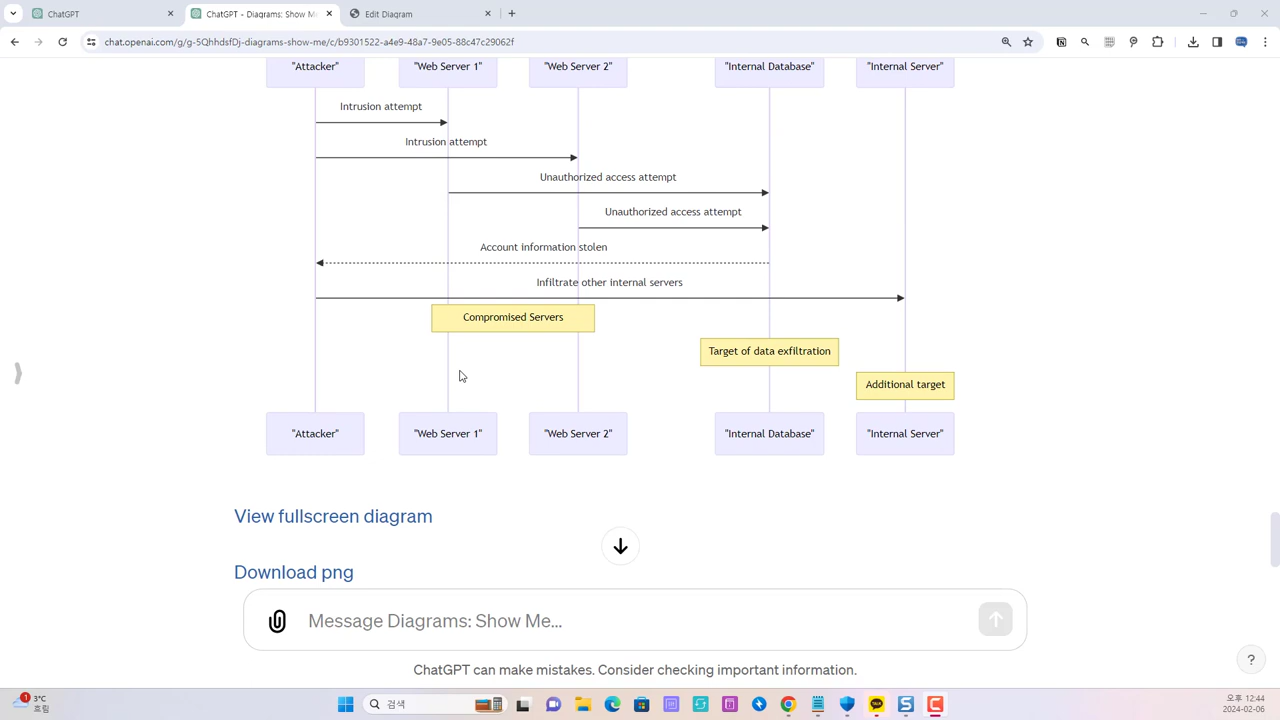 ChatGPT
ChatGPT - Diagrams: Show Me
Edit Diagram
chat.openai.com/g/g-5QhhdsfDj-diagrams-show-me/c/b9301522-a4e9-48a7-9e05-88c47c29062f
"Attacker"
"Web Server 1"
"Web Server 2"
"Internal Database"
"Internal Server"
Intrusion attempt
Intrusion attempt
Unauthorized access attempt
Unauthorized access attempt
Account information stolen
Infiltrate other internal servers
Compromised Servers
Target of data exfiltration
Additional target
"Attacker"
"Web Server 1"
"Web Server 2"
"Internal Database"
"Internal Server"
View fullscreen diagram
Download png
Message Diagrams: Show Me...
ChatGPT can make mistakes. Consider checking important information.
?
1
3°C
흐림
검색
TALK
S
C
오후 12:44
2024-02-06